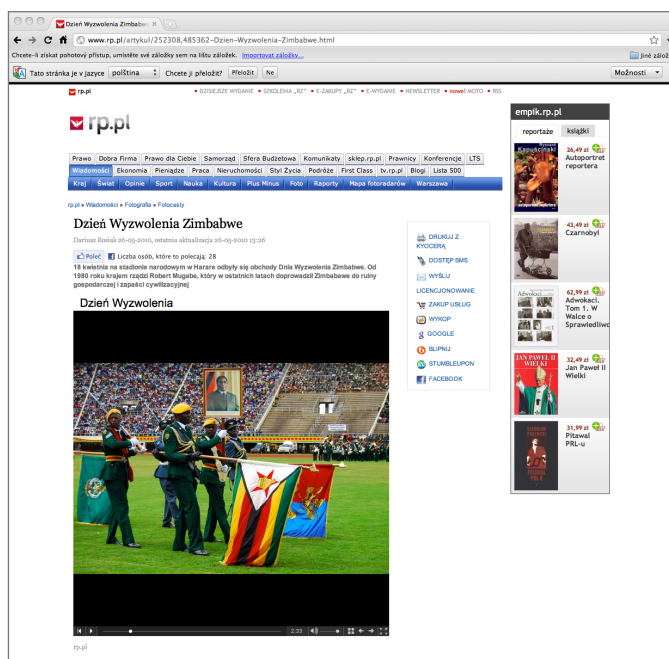 Dzień Wyzwolenia Zimbabwe
www.rp.pl/artykul/252308,485362-Dzien-Wyzwolenia-Zimbabwe.html
Chcete-li získat pohotový přístup, umístěte své záložky sem na lištu záložek. Importovat záložky...
Jiné zálož
Tato stránka je v jazyce polština Chcete ji přeložit? Přeložit Ne Možnosti
rp.pl
DZISIEJSZE WYDANIE SZKOLENIA „RZ" E-ZAKUPY „RZ" E-WYDANIE NEWSLETTER nowe! MOTO RSS
rp.pl
Prawo Dobra Firma Prawo dla Ciebie Samorząd Sfera Budżetowa Komunikaty sklep.rp.pl Prawnicy Konferencje LTS
Wiadomości Ekonomia Pieniądze Praca Nieruchomości Styl Życia Podróże First Class tv.rp.pl Blogi Lista 500
Kraj Świat Opinie Sport Nauka Kultura Plus Minus Foto Raporty Mapa fotoradarów Warszawa
rp.pl » Wiadomości » Fotografia » Fotocasty
Dzień Wyzwolenia Zimbabwe
Dariusz Rosiak 26-05-2010, ostatnia aktualizacja 26-05-2010 13:26
Poleć Liczba osób, które to polecają: 28
18 kwietnia na stadionie narodowym w Harare odbyły się obchody Dnia Wyzwolenia Zimbabwe. Od
1980 roku krajem rządzi Robert Mugabe, który w ostatnich latach doprowadził Zimbabwe do ruiny
gospodarczej i zapaści cywilizacyjnej
Dzień Wyzwolenia
2:33
rp.pl
DRUKUJ Z
KYOCERĄ
DOSTĘP SMS
WYŚLIJ
LICENCJONOWANIE
ZAKUP USŁUG
WYKOP
GOOGLE
BLIPNIJ
STUMBLEUPON
FACEBOOK
empik.rp.pl
reportaże książki
Kapuściński
26,49 zł
Autoportret
reportera
43,49 zł
Czarnobyl
Adwokaci
62,99 zł
Adwokaci.
Tom 1. W
Walce o
Sprawiedliwo
JAN PAWEŁ II
WIELKI
32,49 zł
Jan Paweł II
Wielki
31,99 zł
Pitawal
PRL-u